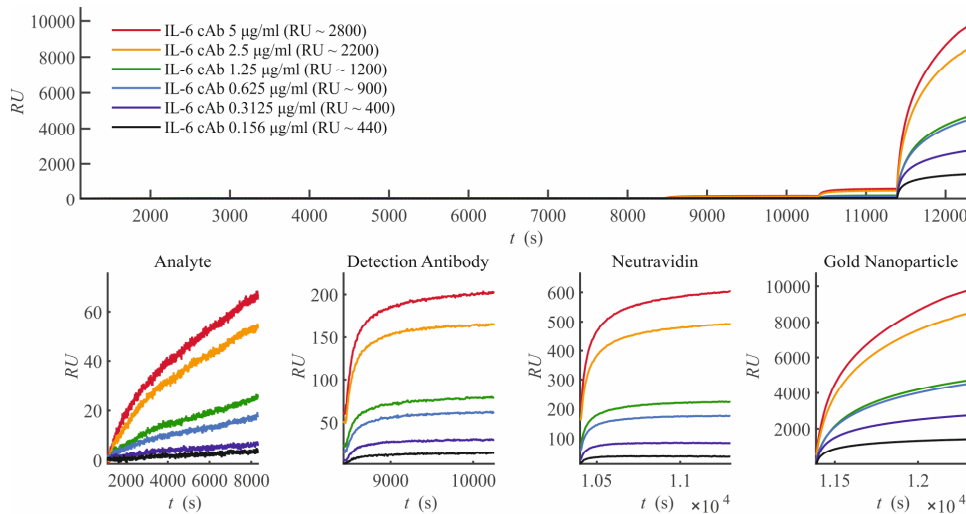 10000
8000
6000
4000
2000
0
RU
IL-6 cAb 5 µg/ml (RU ~ 2800)
IL-6 cAb 2.5 µg/ml (RU ~ 2200)
IL-6 cAb 1.25 µg/ml (RU ~ 1200)
IL-6 cAb 0.625 µg/ml (RU ~ 900)
IL-6 cAb 0.3125 µg/ml (RU ~ 400)
IL-6 cAb 0.156 µg/ml (RU ~ 440)
2000 3000 4000 5000 6000 7000 8000 9000 10000 11000 12000
t (s)
Analyte
60
40
20
0
RU
2000 4000 6000 8000
t (s)
Detection Antibody
200
150
100
50
RU
9000 10000
t (s)
Neutravidin
600
500
400
300
200
100
RU
1.05 1.1
t (s) ×10⁴
Gold Nanoparticle
10000
8000
6000
4000
2000
RU
1.15 1.2
t (s) ×10⁴